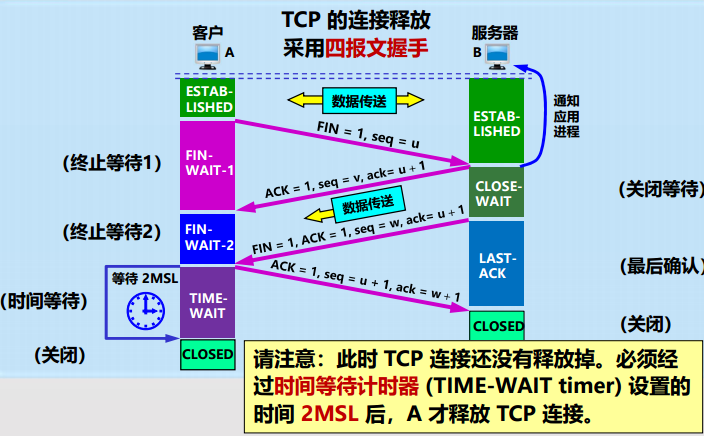 TCP 的连接释放
采用四报文握手
客户
A
服务器
B
ESTAB-
LISHED
数据传送
ESTAB-
LISHED
通知
应用
进程
FIN = 1, seq = u
(终止等待1)
FIN-
WAIT-1
ACK = 1, seq = v, ack= u + 1
CLOSE-
WAIT
(关闭等待)
数据传送
(终止等待2)
FIN-
WAIT-2
FIN = 1, ACK = 1, seq = w, ack= u + 1
LAST-
ACK
(最后确认)
等待 2MSL
ACK = 1, seq = u + 1, ack = w + 1
(时间等待)
TIME-
WAIT
CLOSED
(关闭)
(关闭)
CLOSED
请注意：此时 TCP 连接还没有释放掉。必须经
过时间等待计时器 (TIME-WAIT timer) 设置的
时间 2MSL 后，A 才释放 TCP 连接。